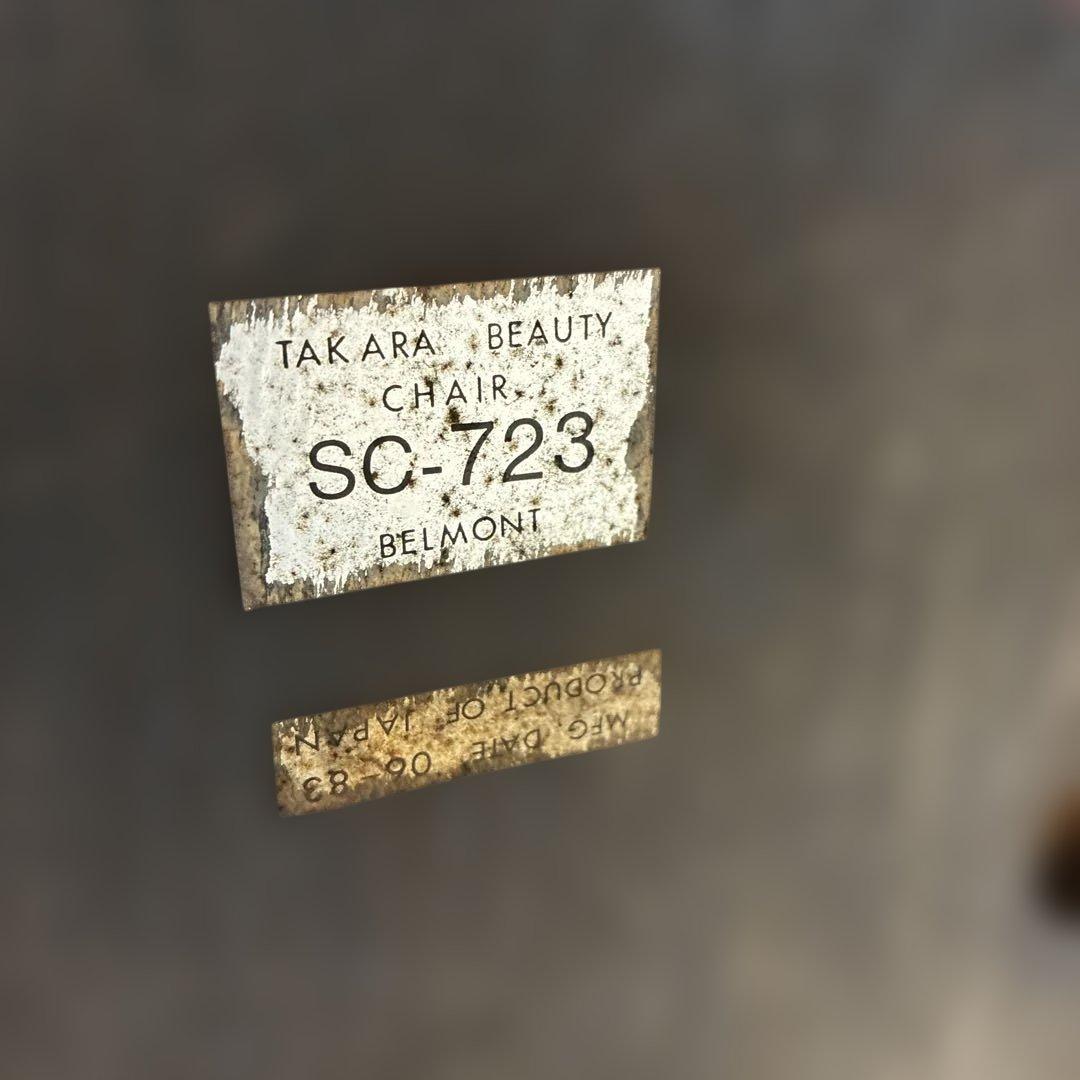 TAKARA BEAUTY
CHAIR
SC-723
BELMONT
MFG. DATE 06-83
PRODUCT OF JAPAN